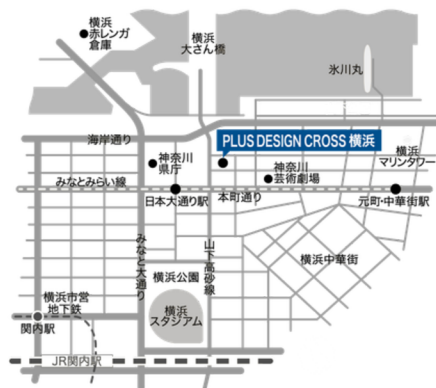 横浜
赤レンガ
倉庫
横浜
大さん橋
氷川丸
海岸通り
PLUS DESIGN CROSS 横浜
神奈川
県庁
神奈川
芸術劇場
横浜
マリンタワー
みなとみらい線
日本大通り駅
本町通り
元町・中華街駅
みなと大通り
山下高砂線
横浜公園
横浜中華街
横浜
スタジアム
横浜市営
地下鉄
関内駅
JR関内駅